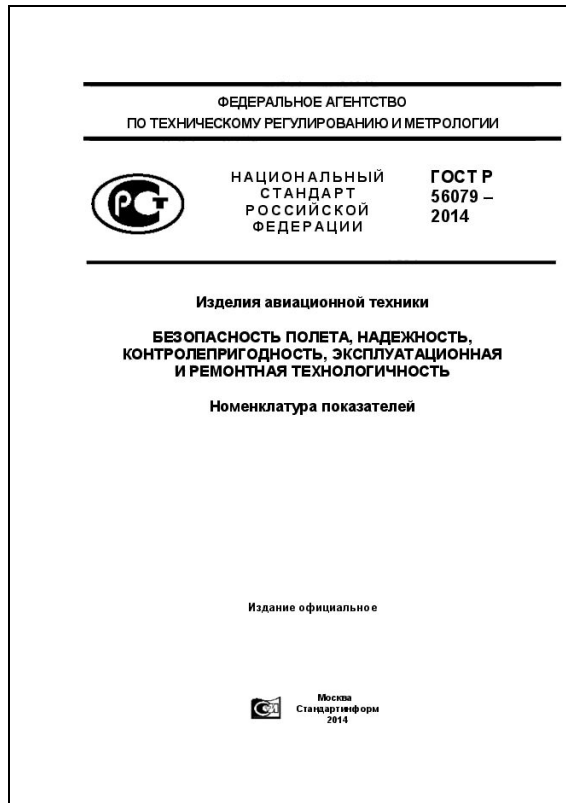 ФЕДЕРАЛЬНОЕ АГЕНТСТВО
ПО ТЕХНИЧЕСКОМУ РЕГУЛИРОВАНИЮ И МЕТРОЛОГИИ
РСТ
НАЦИОНАЛЬНЫЙ
СТАНДАРТ
РОССИЙСКОЙ
ФЕДЕРАЦИИ
ГОСТ Р
56079 –
2014
Изделия авиационной техники
БЕЗОПАСНОСТЬ ПОЛЕТА, НАДЕЖНОСТЬ,
КОНТРОЛЕПРИГОДНОСТЬ, ЭКСПЛУАТАЦИОННАЯ
И РЕМОНТНАЯ ТЕХНОЛОГИЧНОСТЬ
Номенклатура показателей
Издание официальное
Москва
Стандартинформ
2014